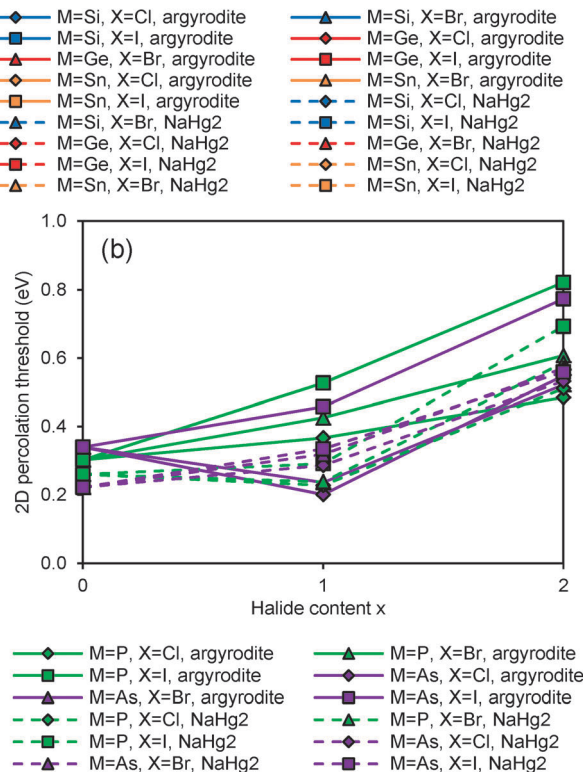 M=Si, X=Cl, argyrodite M=Si, X=Br, argyrodite
M=Si, X=I, argyrodite M=Ge, X=Cl, argyrodite
M=Ge, X=Br, argyrodite M=Ge, X=I, argyrodite
M=Sn, X=Cl, argyrodite M=Sn, X=Br, argyrodite
M=Sn, X=I, argyrodite M=Si, X=Cl, NaHg2
M=Si, X=Br, NaHg2 M=Si, X=I, NaHg2
M=Ge, X=Cl, NaHg2 M=Ge, X=Br, NaHg2
M=Ge, X=I, NaHg2 M=Sn, X=Cl, NaHg2
M=Sn, X=Br, NaHg2 M=Sn, X=I, NaHg2
(b)
2D percolation threshold (eV)
1.0
0.8
0.6
0.4
0.2
0.0
0 1 2
Halide content x
M=P, X=Cl, argyrodite M=P, X=Br, argyrodite
M=P, X=I, argyrodite M=As, X=Cl, argyrodite
M=As, X=Br, argyrodite M=As, X=I, argyrodite
M=P, X=Cl, NaHg2 M=P, X=Br, NaHg2
M=P, X=I, NaHg2 M=As, X=Cl, NaHg2
M=As, X=Br, NaHg2 M=As, X=I, NaHg2